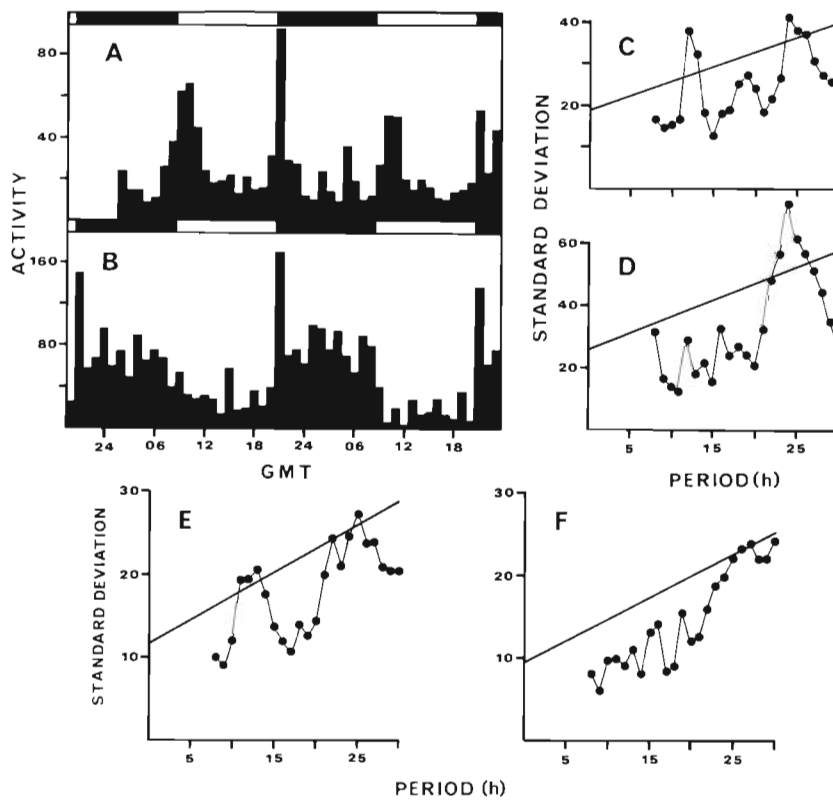 A
80
40
ACTIVITY
B
160
80
24 06 12 18 24 06 12 18
GMT
C
40
20
STANDARD DEVIATION
D
60
40
20
5 15 25
PERIOD (h)
E
30
20
10
STANDARD DEVIATION
5 15 25
F
30
20
10
5 15 25
PERIOD (h)